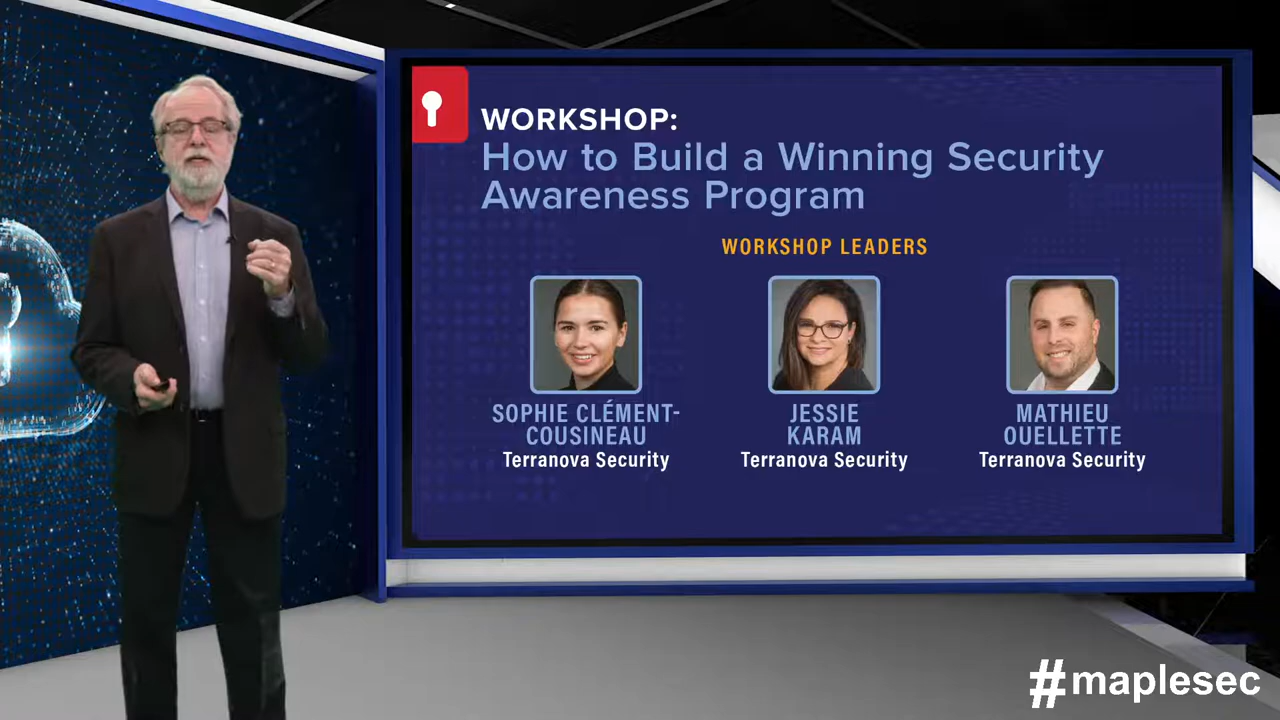 WORKSHOP:
How to Build a Winning Security
Awareness Program
WORKSHOP LEADERS
SOPHIE CLÉMENT-
COUSINEAU
Terranova Security
JESSIE
KARAM
Terranova Security
MATHIEU
OUELLETTE
Terranova Security
#maplesec